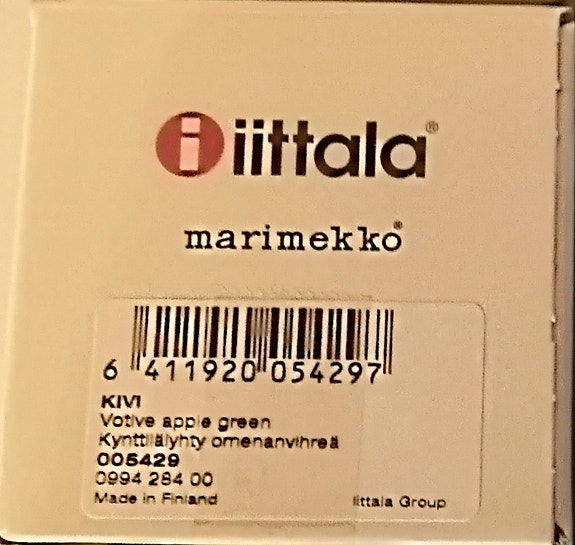 i iittala®
marimekko®
6 411920 054297
KIVI
Votive apple green
Kynttilälyhty omenanvihreä
005429
0994 284 00
Made in Finland
Iittala Group